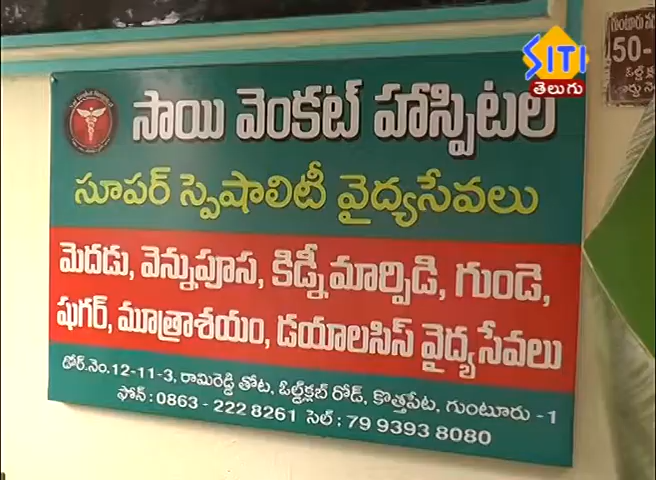 SITI
తెలుగు
సాయి వెంకట్ హాస్పిటల్
సూపర్ స్పెషాలిటీ వైద్యసేవలు
మెదడు, వెన్నుపూస, కిడ్నీమార్పిడి, గుండె,
షుగర్, మూత్రాశయం, డయాలసిస్ వైద్యసేవలు
డోర్.నెం.12-11-3, రామిరెడ్డి తోట, ఓల్డ్‌క్లబ్ రోడ్, కొత్తపేట, గుంటూరు -1
ఫోన్:0863 - 222 8261 సెల్: 79 9393 8080